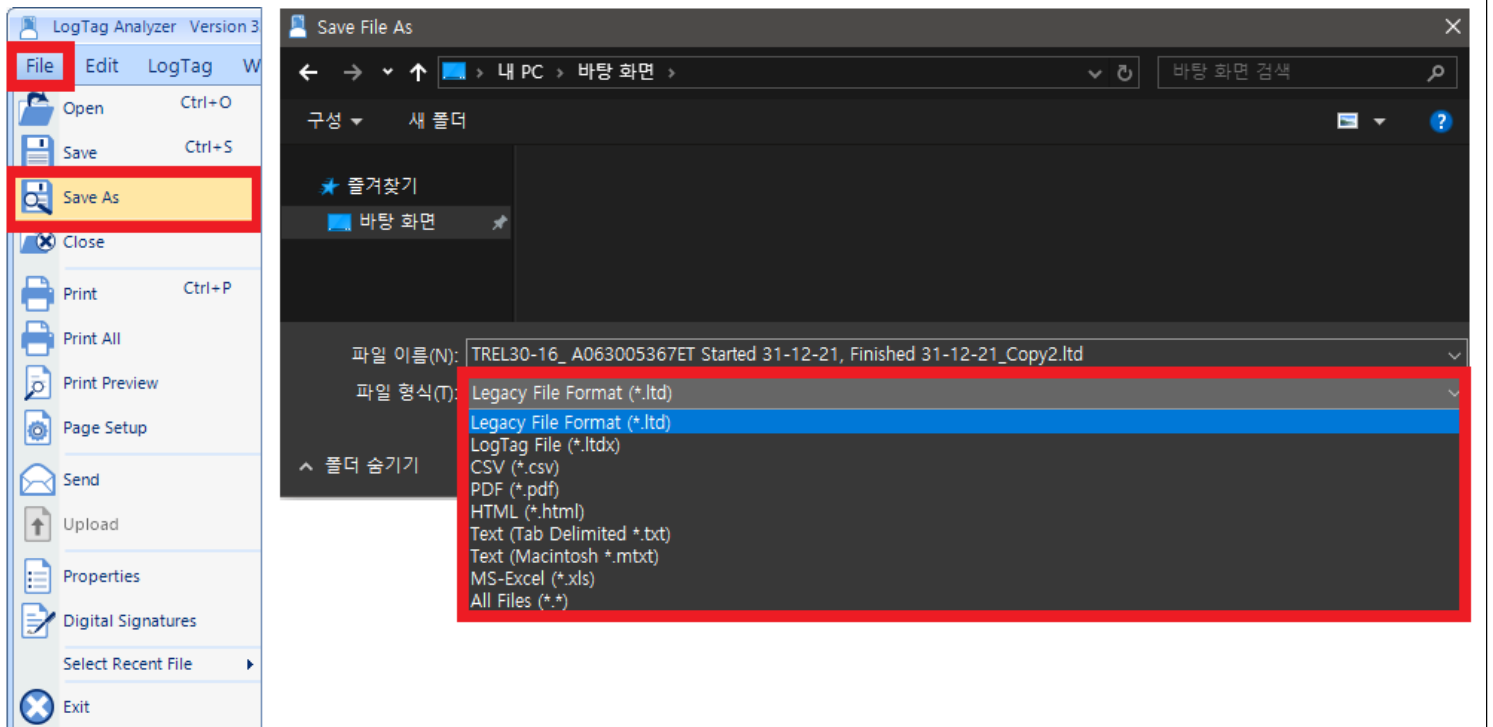 LogTag Analyzer Version 3
File Edit LogTag W
Open Ctrl+O
Save Ctrl+S
Save As
Close
Print Ctrl+P
Print All
Print Preview
Page Setup
Send
Upload
Properties
Digital Signatures
Select Recent File
Exit
Save File As
내 PC › 바탕 화면 ›
바탕 화면 검색
구성 새 폴더
즐겨찾기
바탕 화면
파일 이름(N): TREL30-16_ A063005367ET Started 31-12-21, Finished 31-12-21_Copy2.ltd
파일 형식(T): Legacy File Format (*.ltd)
Legacy File Format (*.ltd)
LogTag File (*.ltdx)
CSV (*.csv)
PDF (*.pdf)
HTML (*.html)
Text (Tab Delimited *.txt)
Text (Macintosh *.mtxt)
MS-Excel (*.xls)
All Files (*.*)
폴더 숨기기